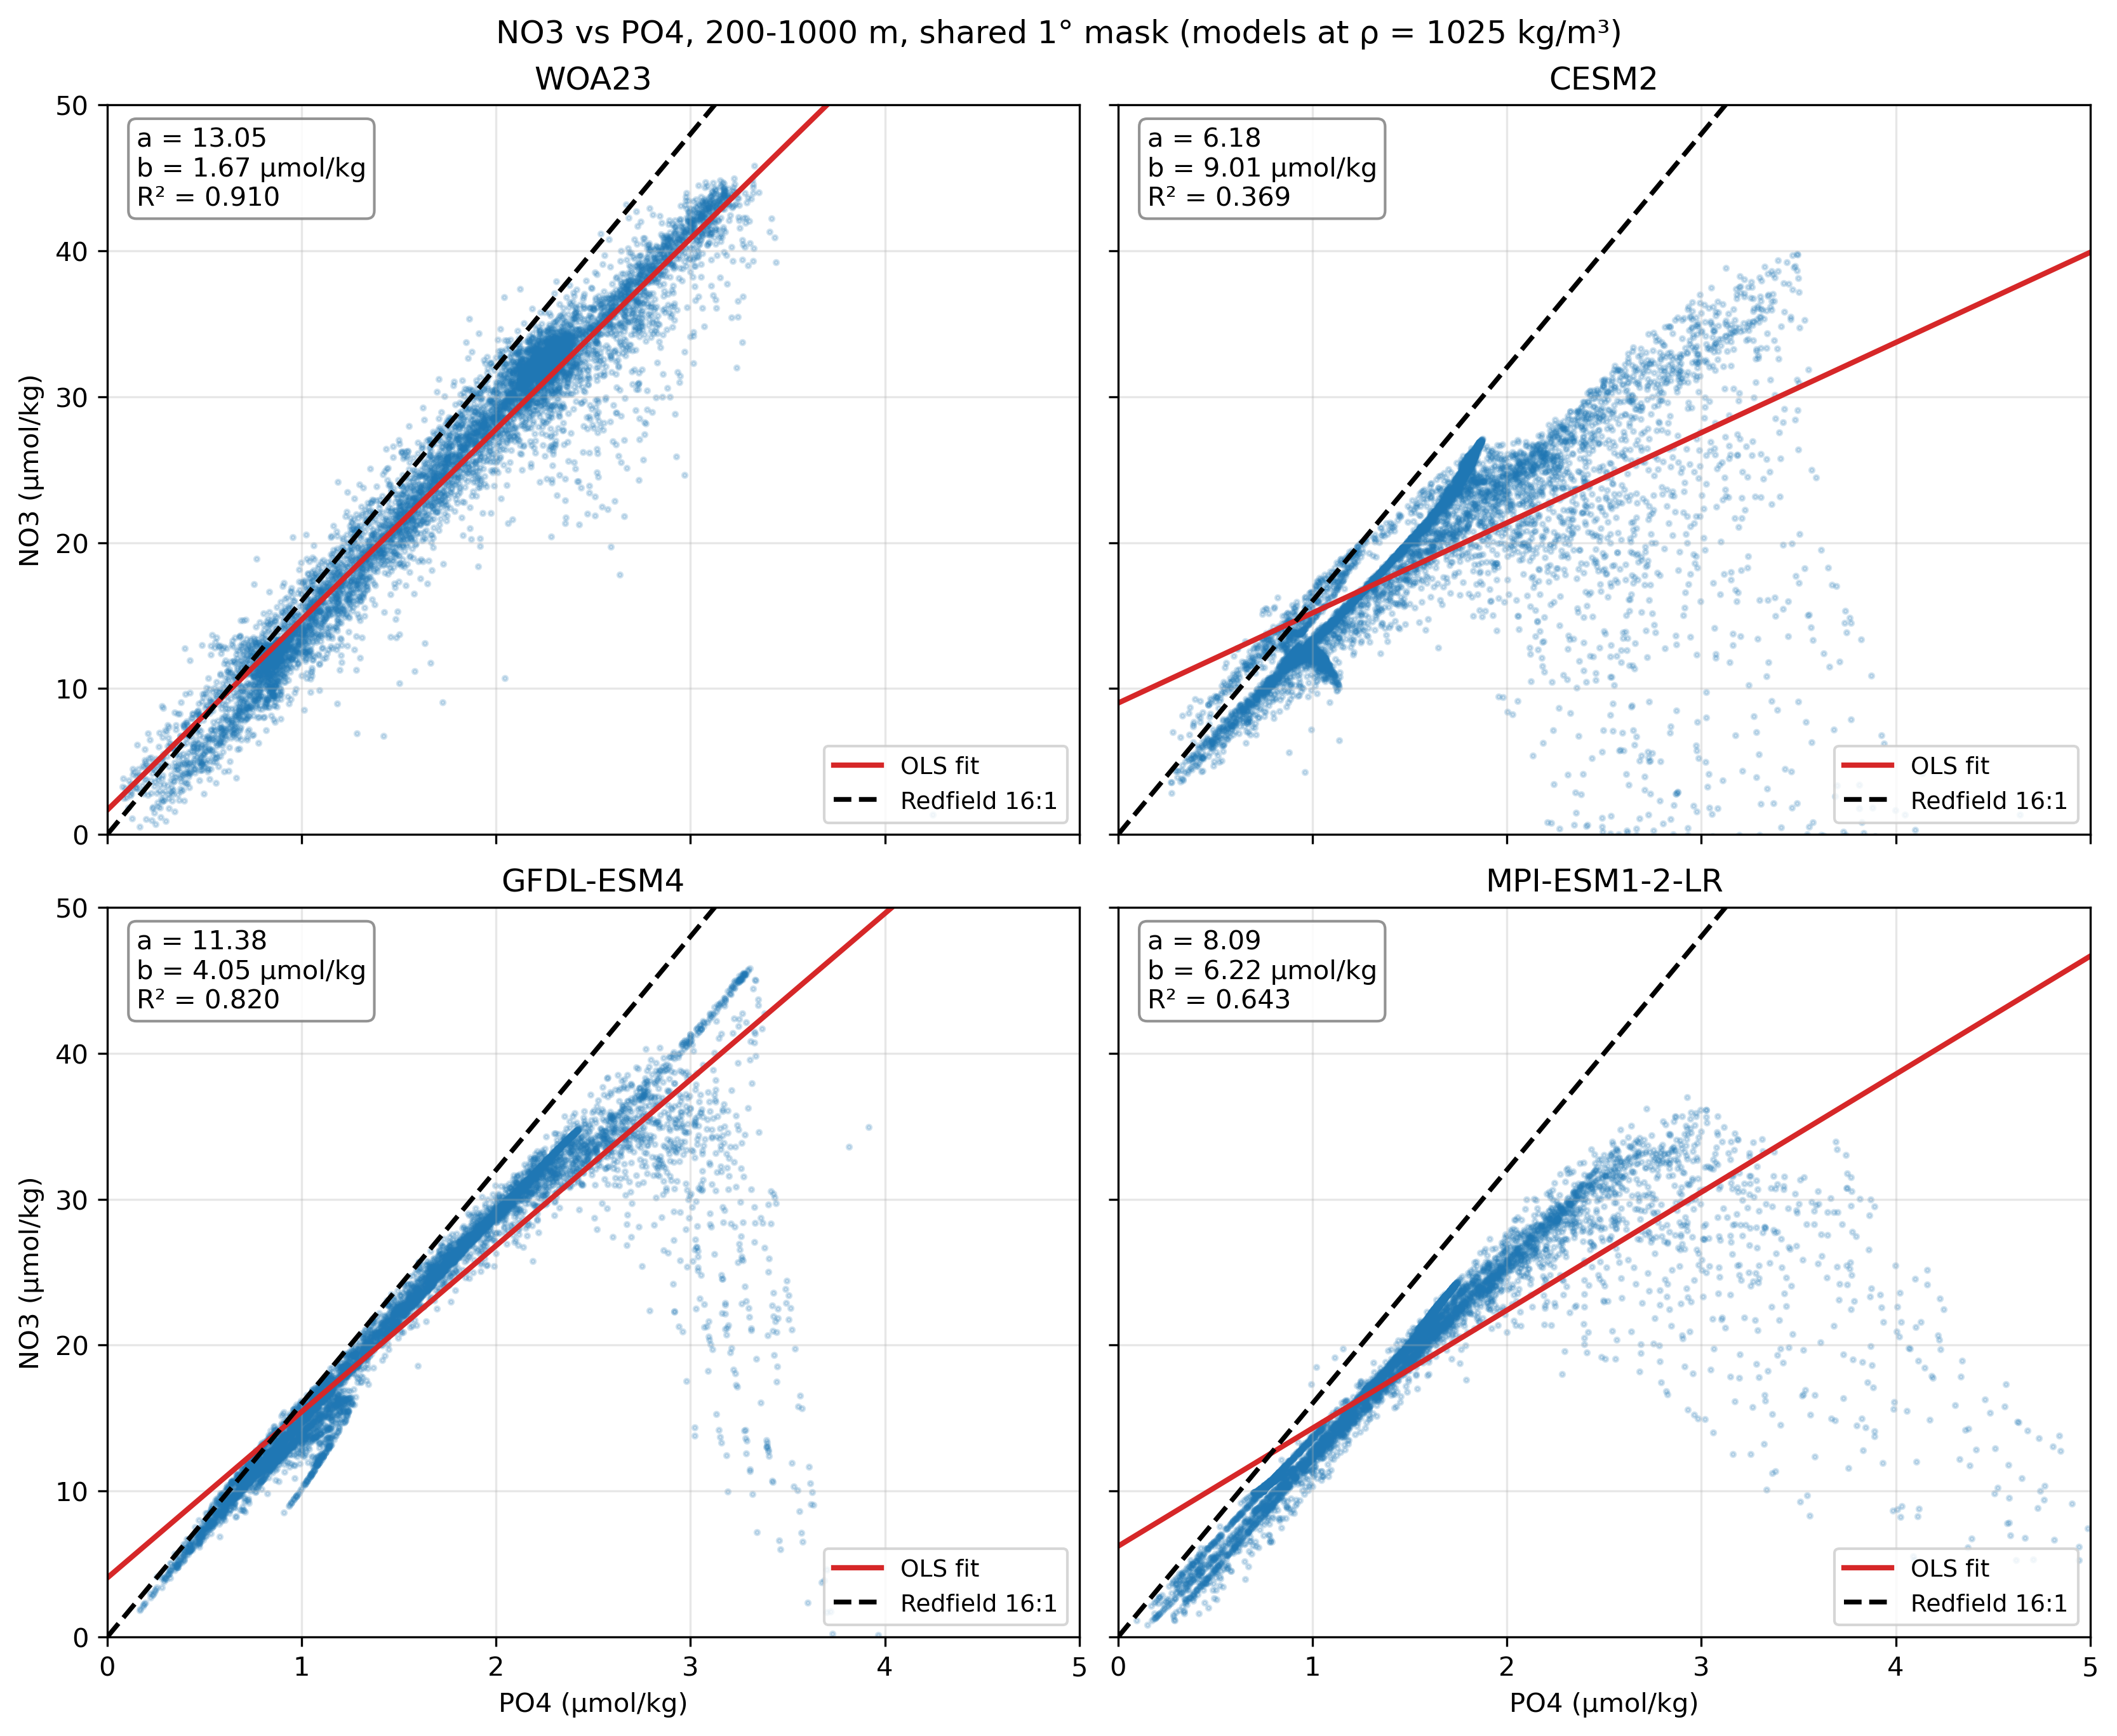 NO3 vs PO4, 200-1000 m, shared 1° mask (models at ρ = 1025 kg/m³)
WOA23
a = 13.05
b = 1.67 μmol/kg
R² = 0.910
50
40
30
20
10
0
NO3 (μmol/kg)
OLS fit
Redfield 16:1
CESM2
a = 6.18
b = 9.01 μmol/kg
R² = 0.369
OLS fit
Redfield 16:1
GFDL-ESM4
a = 11.38
b = 4.05 μmol/kg
R² = 0.820
50
40
30
20
10
0
NO3 (μmol/kg)
OLS fit
Redfield 16:1
0 1 2 3 4 5
PO4 (μmol/kg)
MPI-ESM1-2-LR
a = 8.09
b = 6.22 μmol/kg
R² = 0.643
OLS fit
Redfield 16:1
0 1 2 3 4 5
PO4 (μmol/kg)